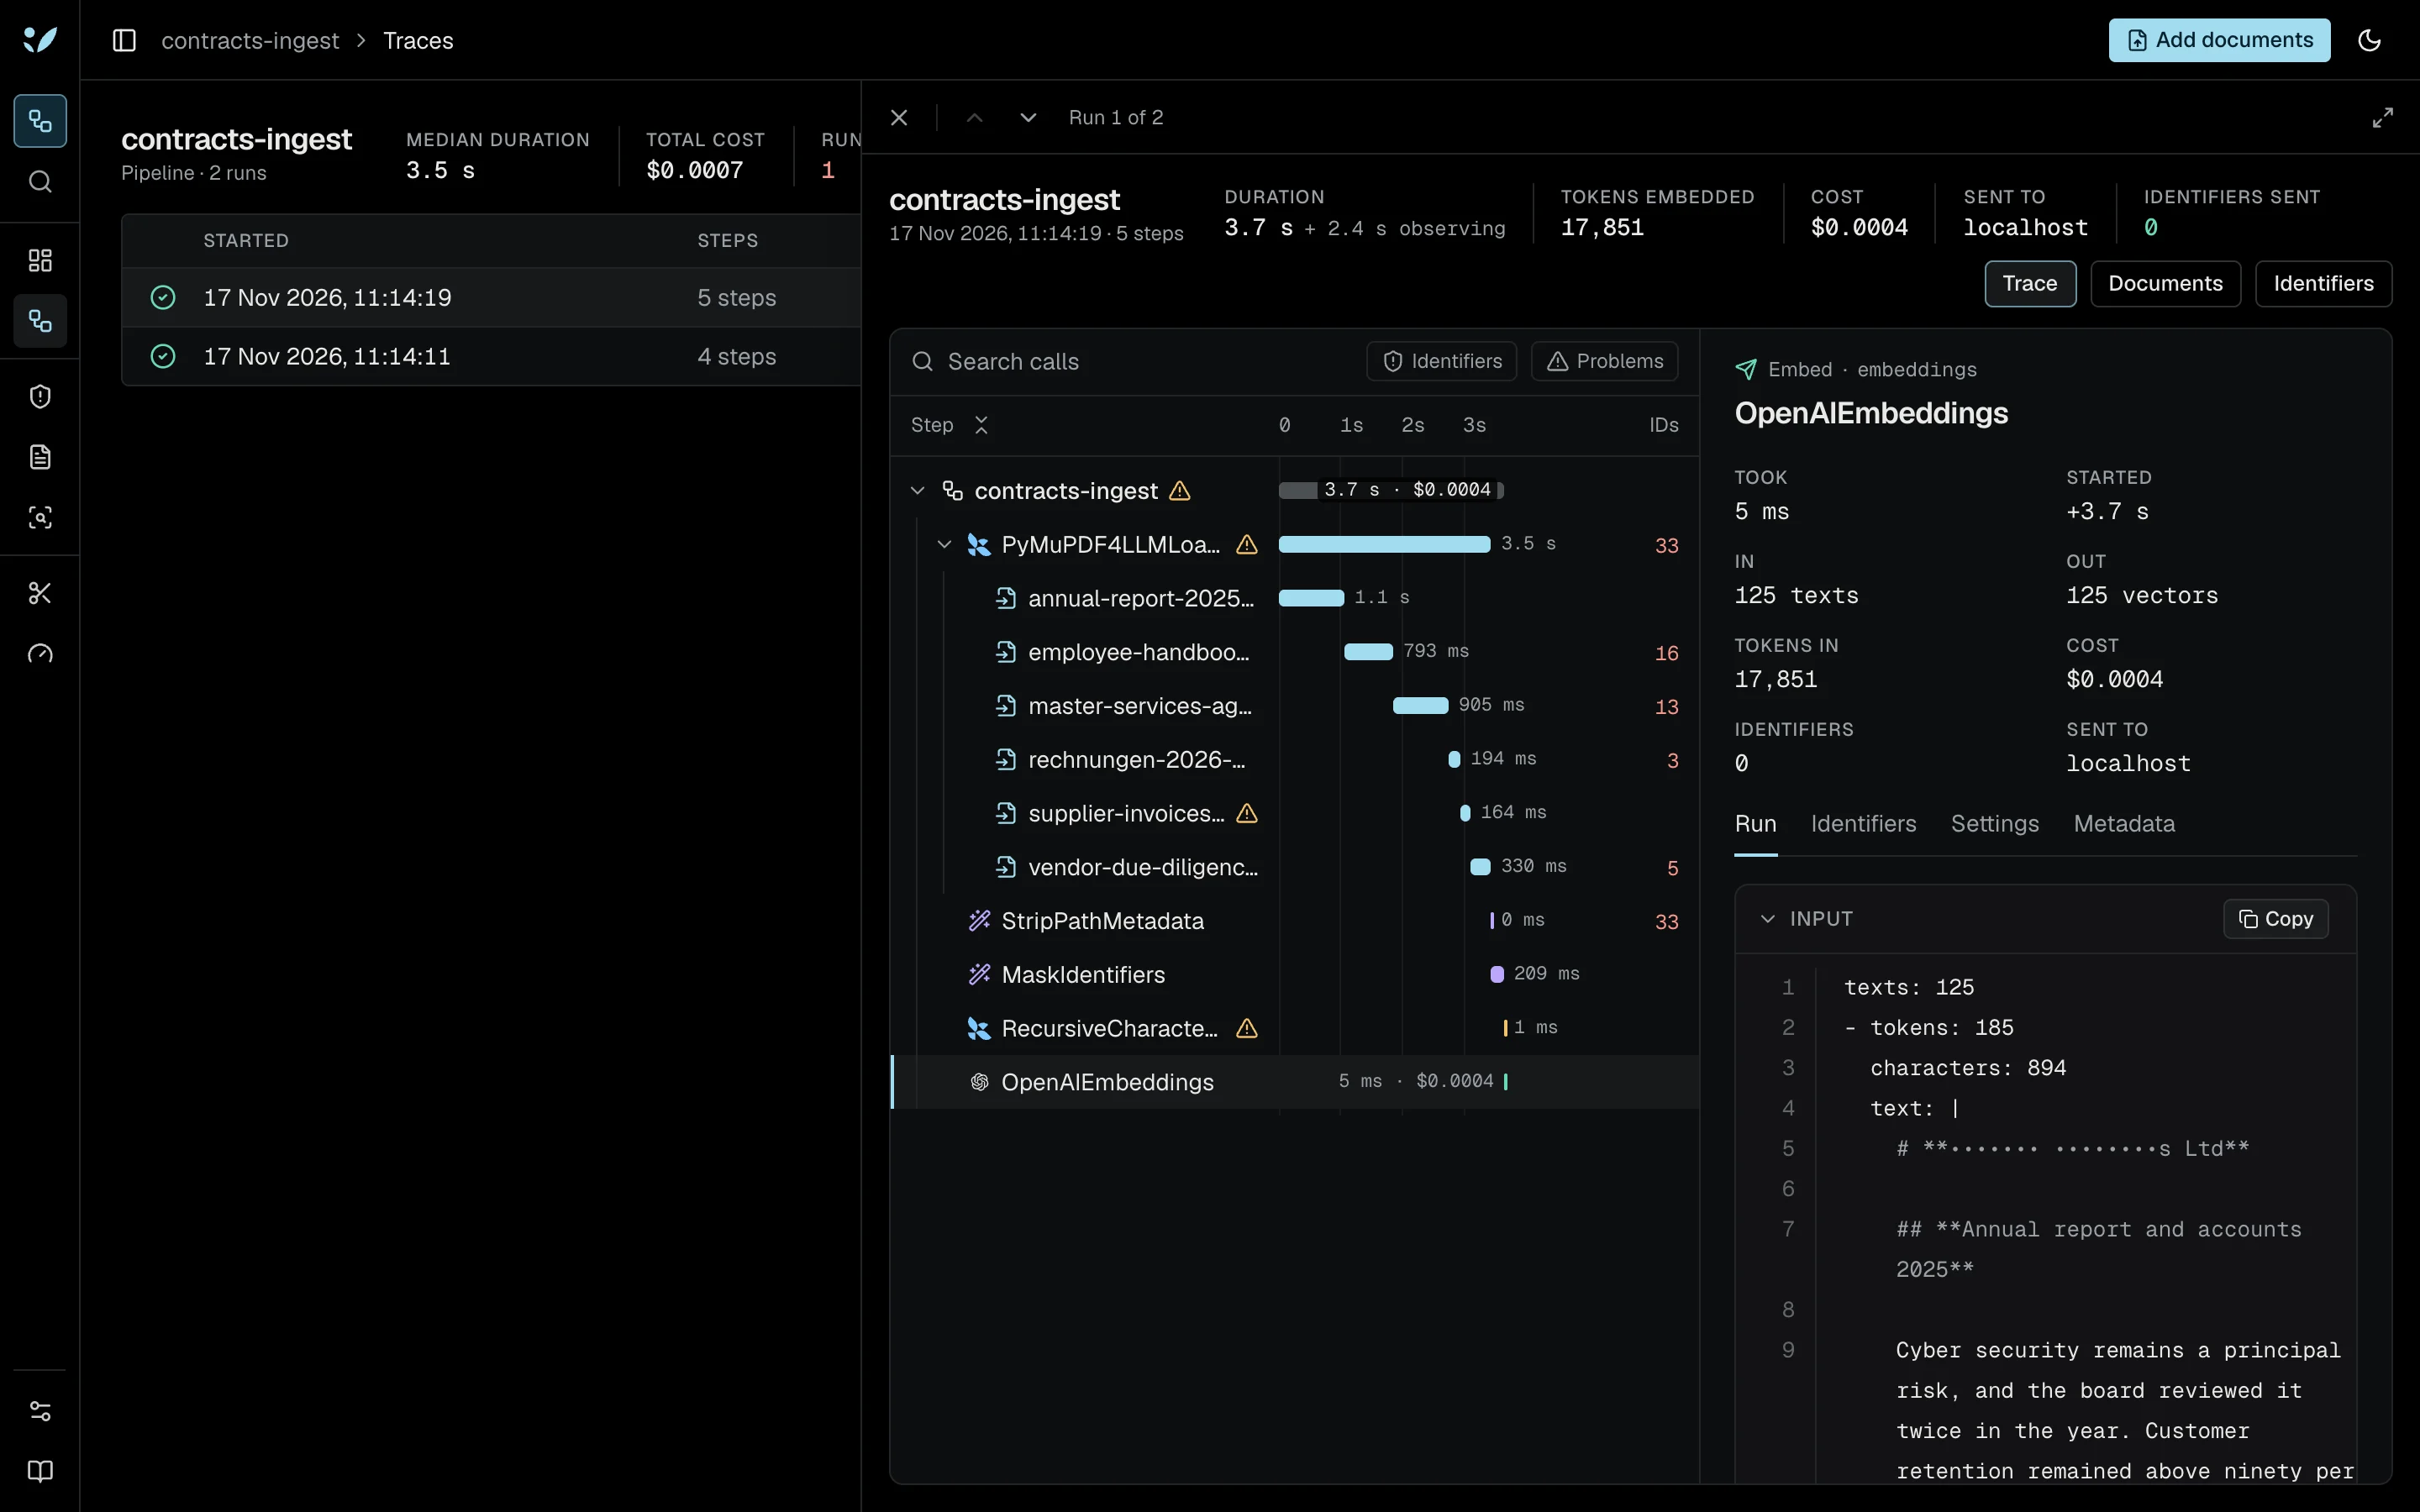 contracts-ingest > Traces
Add documents
contracts-ingest
Pipeline · 2 runs
MEDIAN DURATION
3.5 s
TOTAL COST
$0.0007
RUN
1
STARTED STEPS
17 Nov 2026, 11:14:19 5 steps
17 Nov 2026, 11:14:11 4 steps
Run 1 of 2
contracts-ingest
17 Nov 2026, 11:14:19 · 5 steps
DURATION
3.7 s + 2.4 s observing
TOKENS EMBEDDED
17,851
COST
$0.0004
SENT TO
localhost
IDENTIFIERS SENT
0
Trace Documents Identifiers
Search calls Identifiers Problems
Step 0 1s 2s 3s IDs
contracts-ingest 3.7 s · $0.0004
PyMuPDF4LLMLoa... 3.5 s 33
annual-report-2025... 1.1 s
employee-handboo... 793 ms 16
master-services-ag... 905 ms 13
rechnungen-2026-... 194 ms 3
supplier-invoices... 164 ms
vendor-due-diligenc... 330 ms 5
StripPathMetadata 0 ms 33
MaskIdentifiers 209 ms
RecursiveCharacte... 1 ms
OpenAIEmbeddings 5 ms · $0.0004
Embed · embeddings
OpenAIEmbeddings
TOOK STARTED
5 ms +3.7 s
IN OUT
125 texts 125 vectors
TOKENS IN COST
17,851 $0.0004
IDENTIFIERS SENT TO
0 localhost
Run Identifiers Settings Metadata
INPUT Copy
1 texts: 125
2 - tokens: 185
3 characters: 894
4 text: |
5 # **••••••• ••••••••s Ltd**
6
7 ## **Annual report and accounts
2025**
8
9 Cyber security remains a principal
risk, and the board reviewed it
twice in the year. Customer
retention remained above ninety per